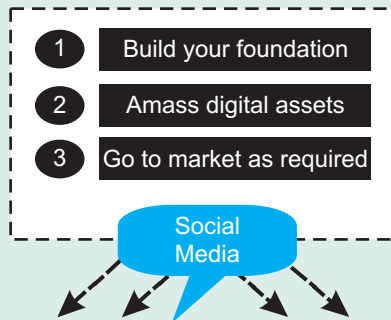 1 Build your foundation
2 Amass digital assets
3 Go to market as required
Social
Media